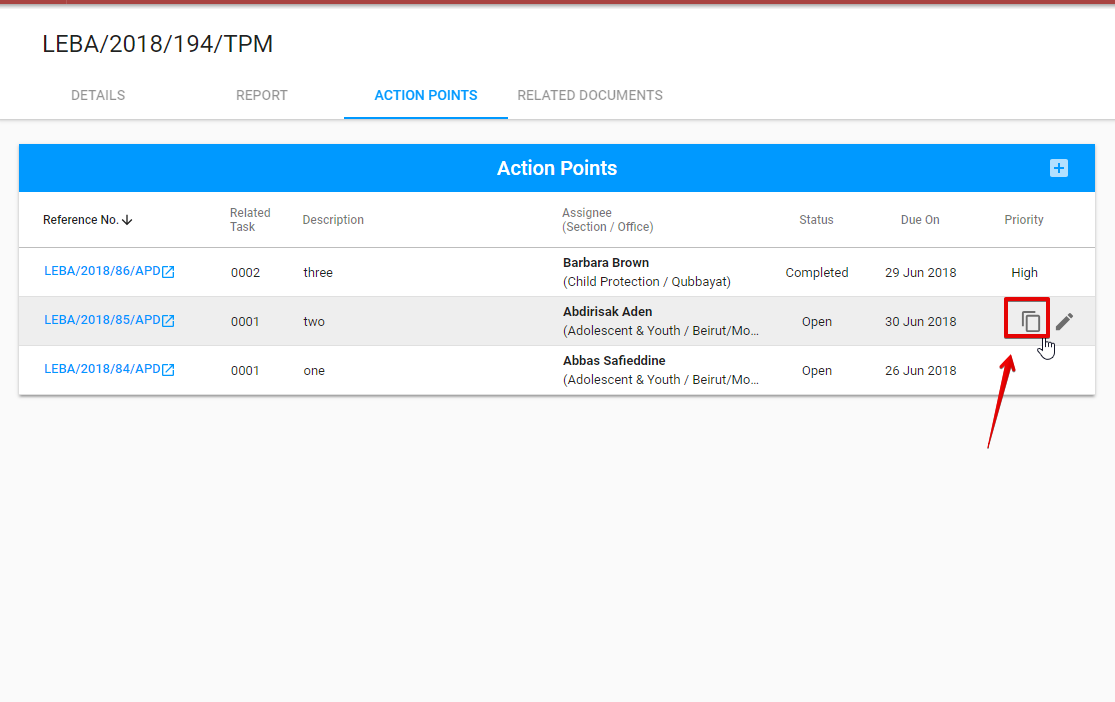 LEBA/2018/194/TPM
DETAILS REPORT ACTION POINTS RELATED DOCUMENTS
Action Points
Reference No. Related Task Description Assignee (Section / Office) Status Due On Priority
LEBA/2018/86/APD 0002 three Barbara Brown Completed 29 Jun 2018 High
(Child Protection / Qubbayat)
LEBA/2018/85/APD 0001 two Abdirisak Aden Open 30 Jun 2018
(Adolescent & Youth / Beirut/Mo...
LEBA/2018/84/APD 0001 one Abbas Safieddine Open 26 Jun 2018
(Adolescent & Youth / Beirut/Mo...